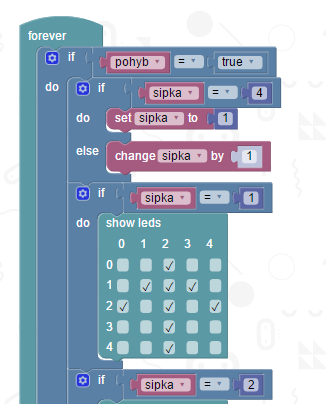 forever
if pohyb = true
do if sipka = 4
do set sipka to 1
else change sipka by 1
if sipka = 1
do show leds
0 1 2 3 4
0 ✓
1 ✓ ✓ ✓
2 ✓ ✓ ✓
3 ✓
4 ✓
if sipka = 2